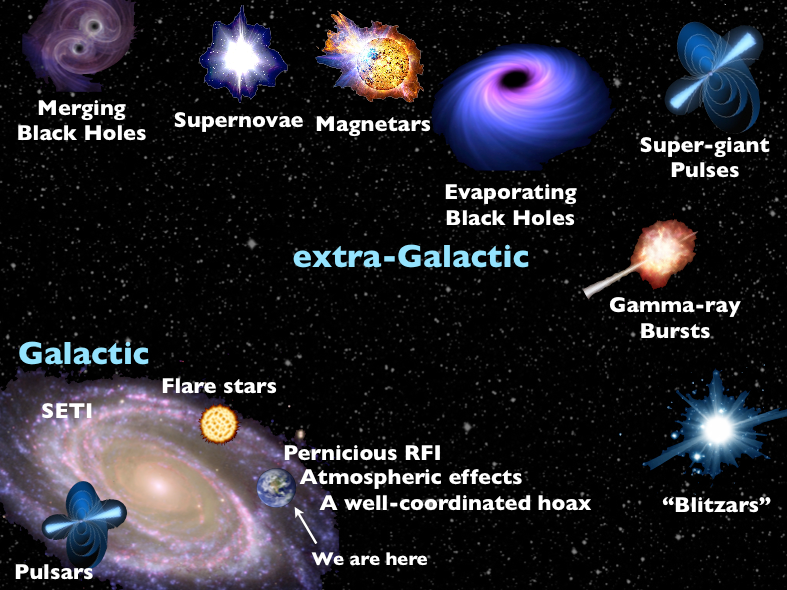 Merging
Black Holes
Supernovae
Magnetars
Evaporating
Black Holes
Super-giant
Pulses
extra-Galactic
Gamma-ray
Bursts
Galactic
Flare stars
SETI
Pernicious RFI
Atmospheric effects
A well-coordinated hoax
“Blitzars”
We are here
Pulsars